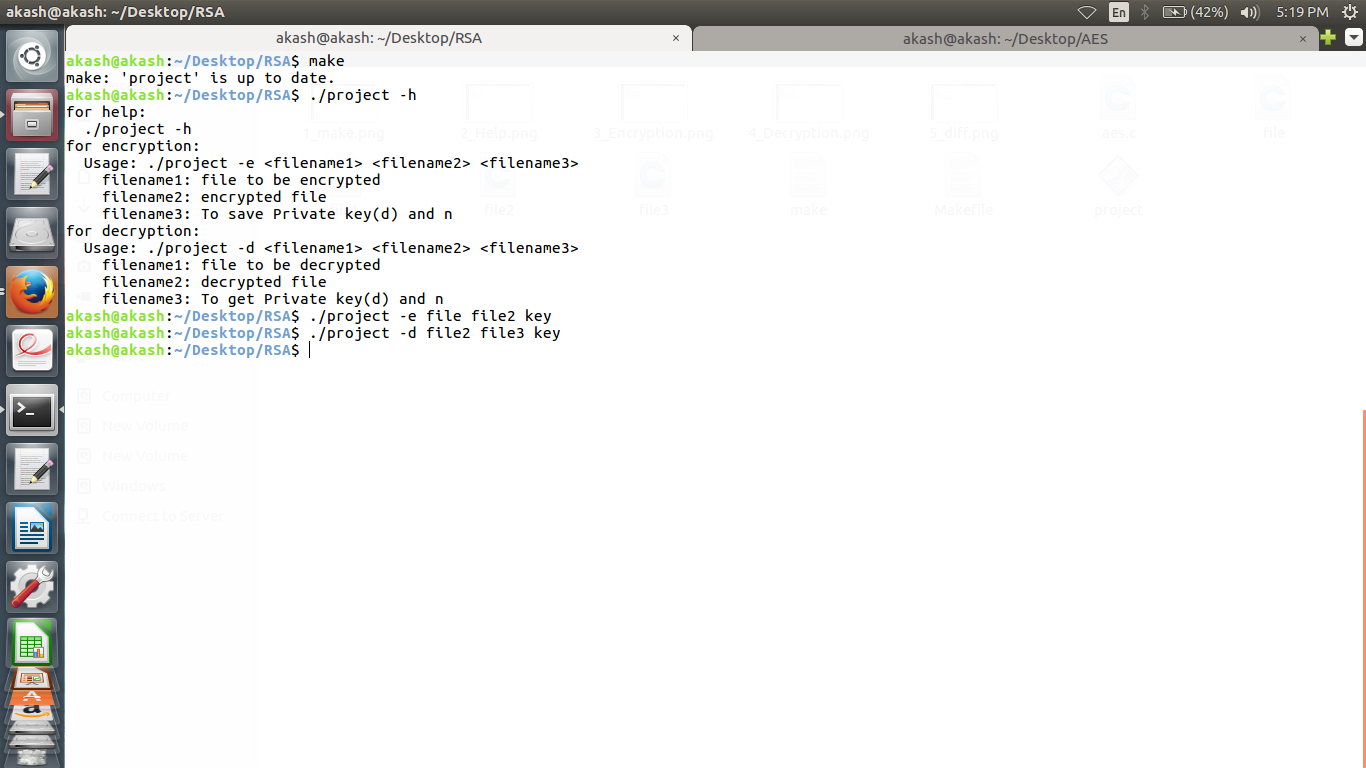 akash@akash: ~/Desktop/RSA
En
(42%)
5:19 PM
akash@akash: ~/Desktop/RSA ×
akash@akash: ~/Desktop/AES ×
akash@akash:~/Desktop/RSA$ make
make: 'project' is up to date.
akash@akash:~/Desktop/RSA$ ./project -h
for help:
  ./project -h
for encryption:
  Usage: ./project -e <filename1> <filename2> <filename3>
    filename1: file to be encrypted
    filename2: encrypted file
    filename3: To save Private key(d) and n
for decryption:
  Usage: ./project -d <filename1> <filename2> <filename3>
    filename1: file to be decrypted
    filename2: decrypted file
    filename3: To get Private key(d) and n
akash@akash:~/Desktop/RSA$ ./project -e file file2 key
akash@akash:~/Desktop/RSA$ ./project -d file2 file3 key
akash@akash:~/Desktop/RSA$
1_make.png
2_Help.png
3_Encryption.png
4_Decryption.png
5_diff.png
aes.c
file
file2
file3
make
Makefile
project
Computer
New Volume
New Volume
Windows
Connect to Server